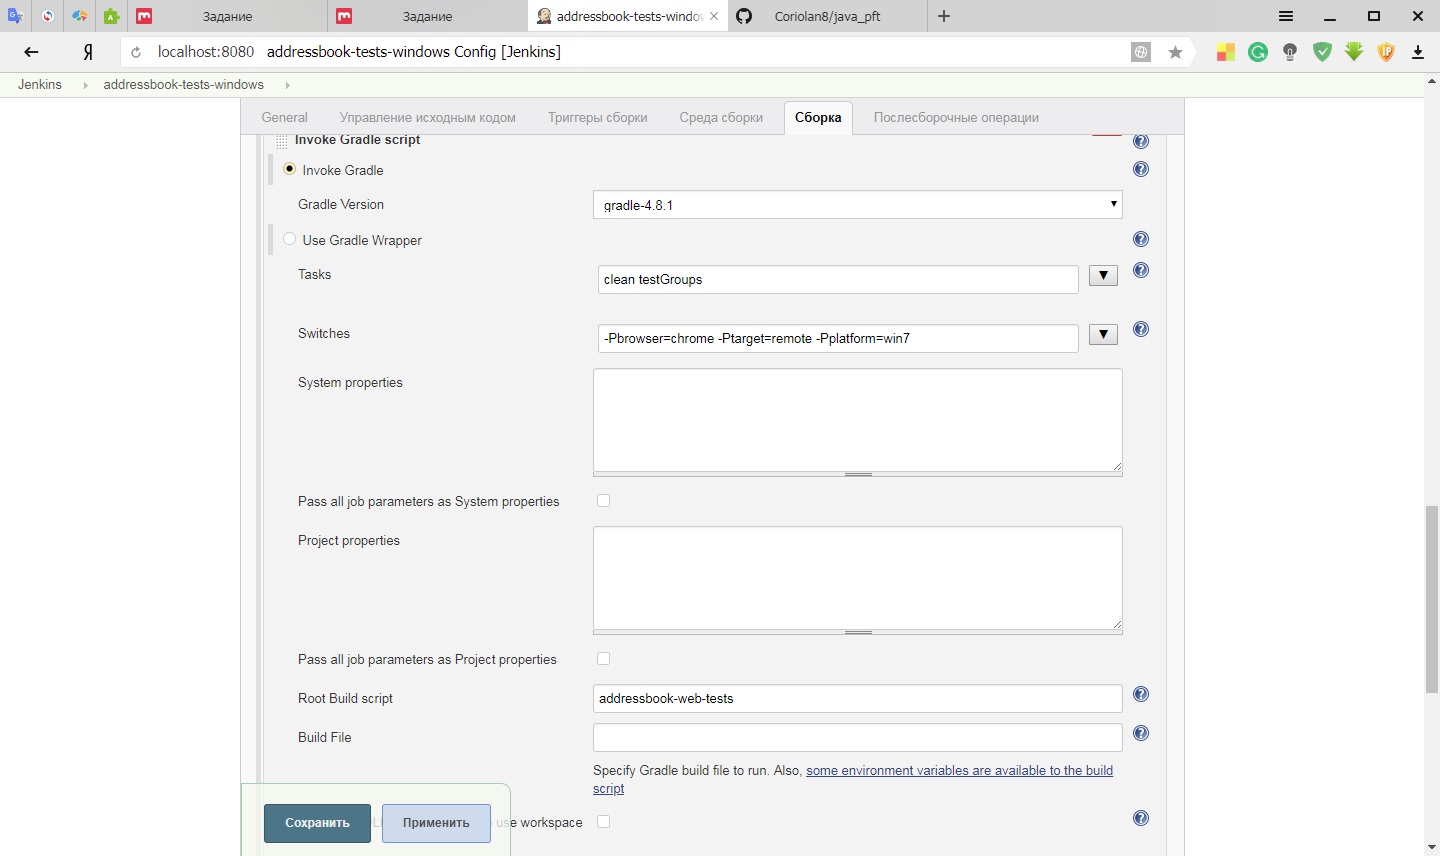 Задание
Задание
addressbook-tests-windov
Coriolan8/java_pft
localhost:8080 addressbook-tests-windows Config [Jenkins]
Jenkins
addressbook-tests-windows
General
Управление исходным кодом
Триггеры сборки
Среда сборки
Сборка
Послесборочные операции
Invoke Gradle script
Invoke Gradle
Gradle Version
gradle-4.8.1
Use Gradle Wrapper
Tasks
clean testGroups
Switches
-Pbrowser=chrome -Ptarget=remote -Pplatform=win7
System properties
Pass all job parameters as System properties
Project properties
Pass all job parameters as Project properties
Root Build script
addressbook-web-tests
Build File
Specify Gradle build file to run. Also, some environment variables are available to the build
script
Сохранить
Применить
use workspace